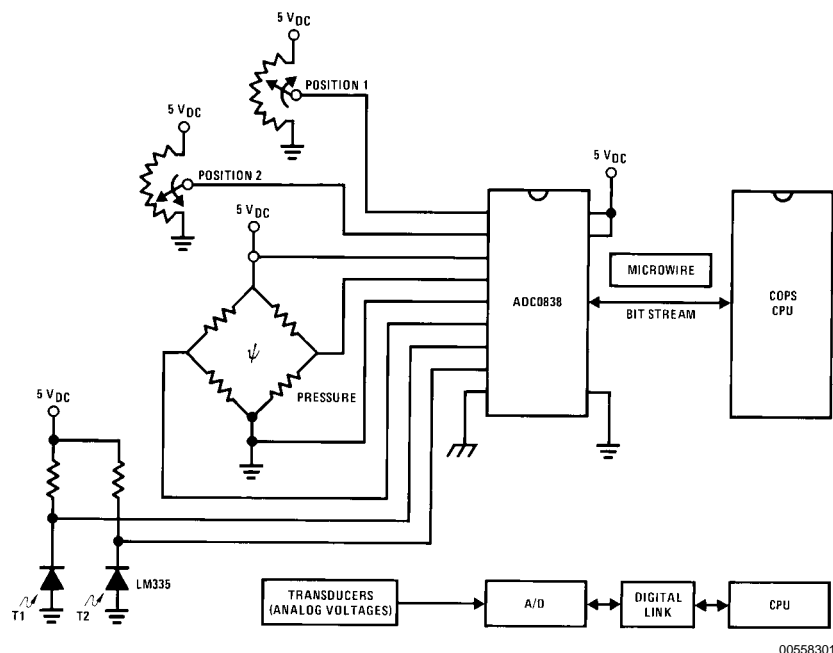 5 VDC
POSITION 1
5 VDC
POSITION 2
5 VDC
5 VDC
MICROWIRE
ADC0838
BIT STREAM
COPS
CPU
ψ
PRESSURE
5 VDC
LM335
T1
T2
TRANSDUCERS
(ANALOG VOLTAGES)
A/D
DIGITAL
LINK
CPU
00558301